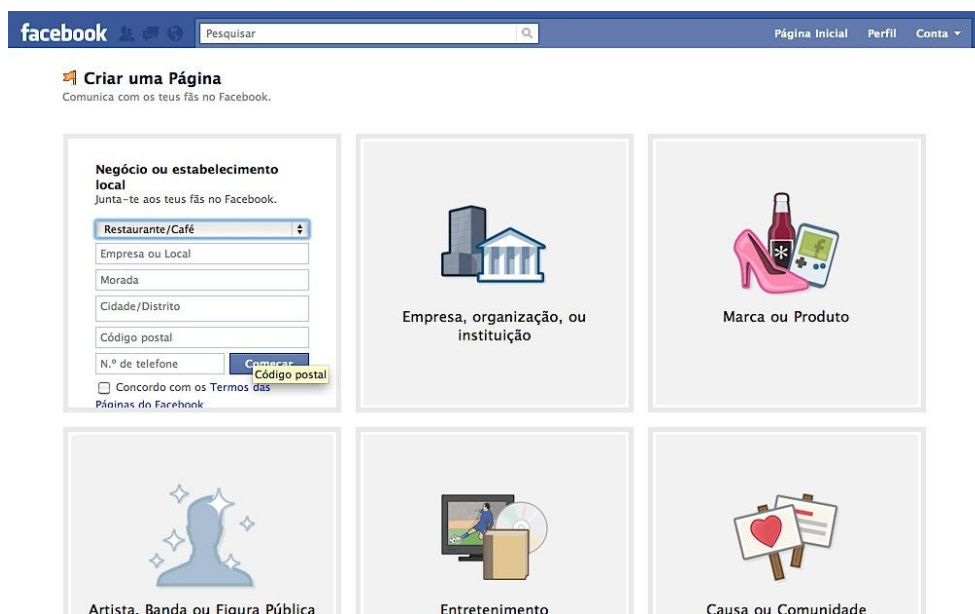 facebook Pesquisar Página Inicial Perfil Conta
Criar uma Página
Comunica com os teus fãs no Facebook.
Negócio ou estabelecimento
local
Junta-te aos teus fãs no Facebook.
Restaurante/Café
Empresa ou Local
Morada
Cidade/Distrito
Código postal
N.º de telefone Começar
Código postal
Concordo com os Termos das
Páginas do Facebook
Empresa, organização, ou
instituição
Marca ou Produto
Artista, Banda ou Figura Pública
Entretenimento
Causa ou Comunidade